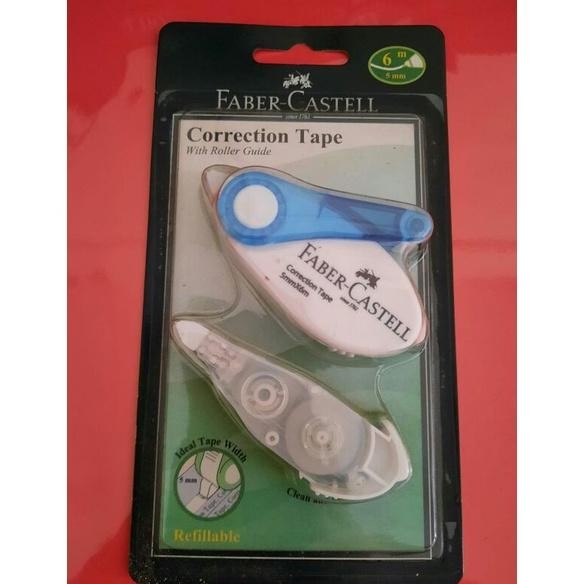 6 m
5 mm
FABER-CASTELL
since 1761
Correction Tape
With Roller Guide
FABER-CASTELL
since 1761
Correction Tape
5mmX6m
Ideal Tape Width
5 mm
Clean
Refillable